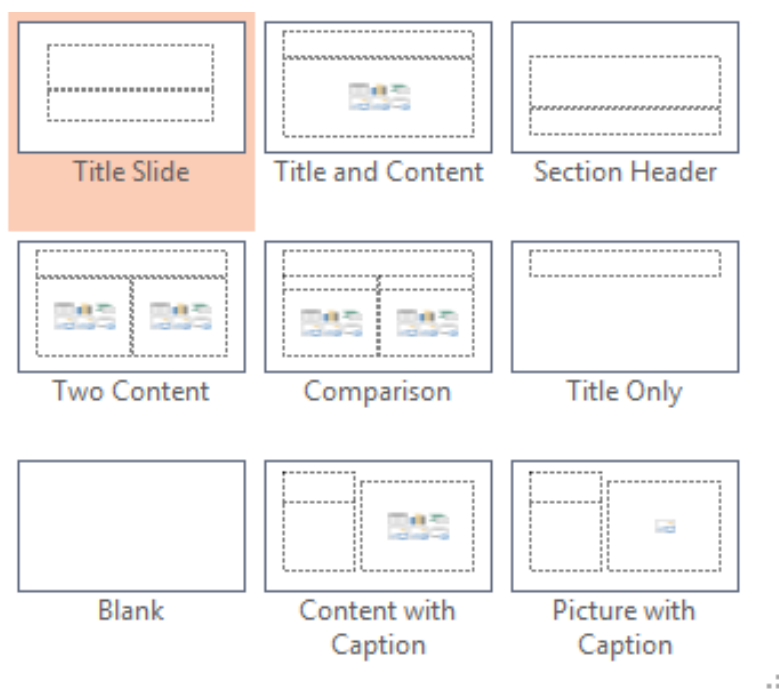 Title Slide
Title and Content
Section Header
Two Content
Comparison
Title Only
Blank
Content with
Caption
Picture with
Caption